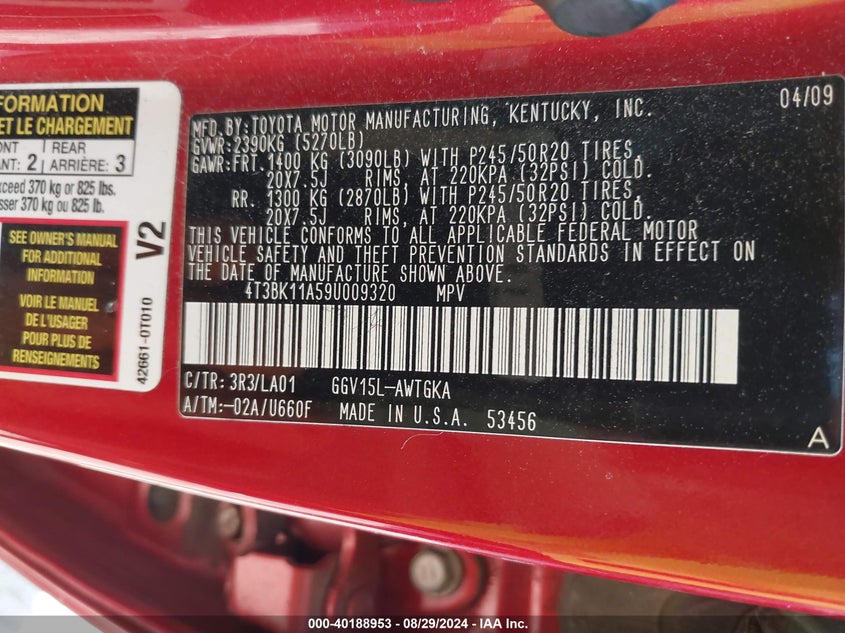 FORMATION
ET LE CHARGEMENT
REAR
2 ARRIÈRE: 3
370 kg or 825 lbs.
370 kg ou 825 lb.
SEE OWNER'S MANUAL
FOR ADDITIONAL
INFORMATION
VOIR LE MANUEL
DE L'USAGER
POUR PLUS DE
RENSEIGNEMENTS
V2
42661-0T010
MFD. BY: TOYOTA MOTOR MANUFACTURING, KENTUCKY, INC. 04/09
GVWR: 2390KG (5270LB)
GAWR: FRT. 1400 KG (3090LB) WITH P245/50R20 TIRES,
20X7.5J RIMS, AT 220KPA (32PSI) COLD.
RR. 1300 KG (2870LB) WITH P245/50R20 TIRES,
20X7.5J RIMS, AT 220KPA (32PSI) COLD.
THIS VEHICLE CONFORMS TO ALL APPLICABLE FEDERAL MOTOR
VEHICLE SAFETY AND THEFT PREVENTION STANDARDS IN EFFECT ON
THE DATE OF MANUFACTURE SHOWN ABOVE.
4T3BK11A59U009320 MPV
C/TR: 3R3/LA01 GGV15L-AWTGKA
A/TM:-02A/U660F MADE IN U.S.A. 53456
A
000-40188953 - 08/29/2024 - IAA Inc.